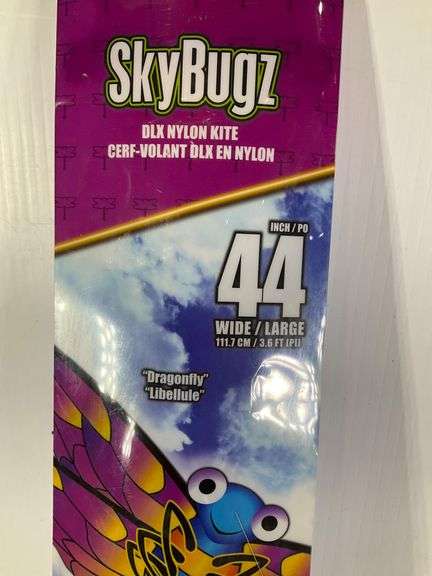 SkyBugz
DLX NYLON KITE
CERF-VOLANT DLX EN NYLON
INCH / PO
44
WIDE / LARGE
111.7 CM / 3.6 FT (PI)
"Dragonfly"
"Libellule"